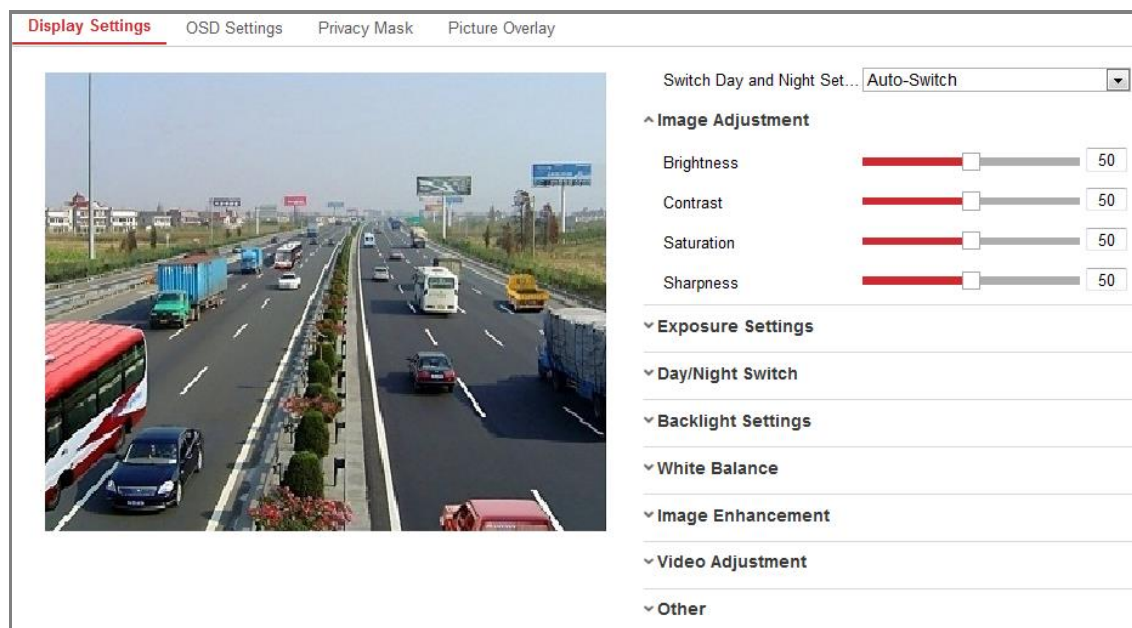 Display Settings OSD Settings Privacy Mask Picture Overlay
Switch Day and Night Set... Auto-Switch
Image Adjustment
Brightness 50
Contrast 50
Saturation 50
Sharpness 50
Exposure Settings
Day/Night Switch
Backlight Settings
White Balance
Image Enhancement
Video Adjustment
Other